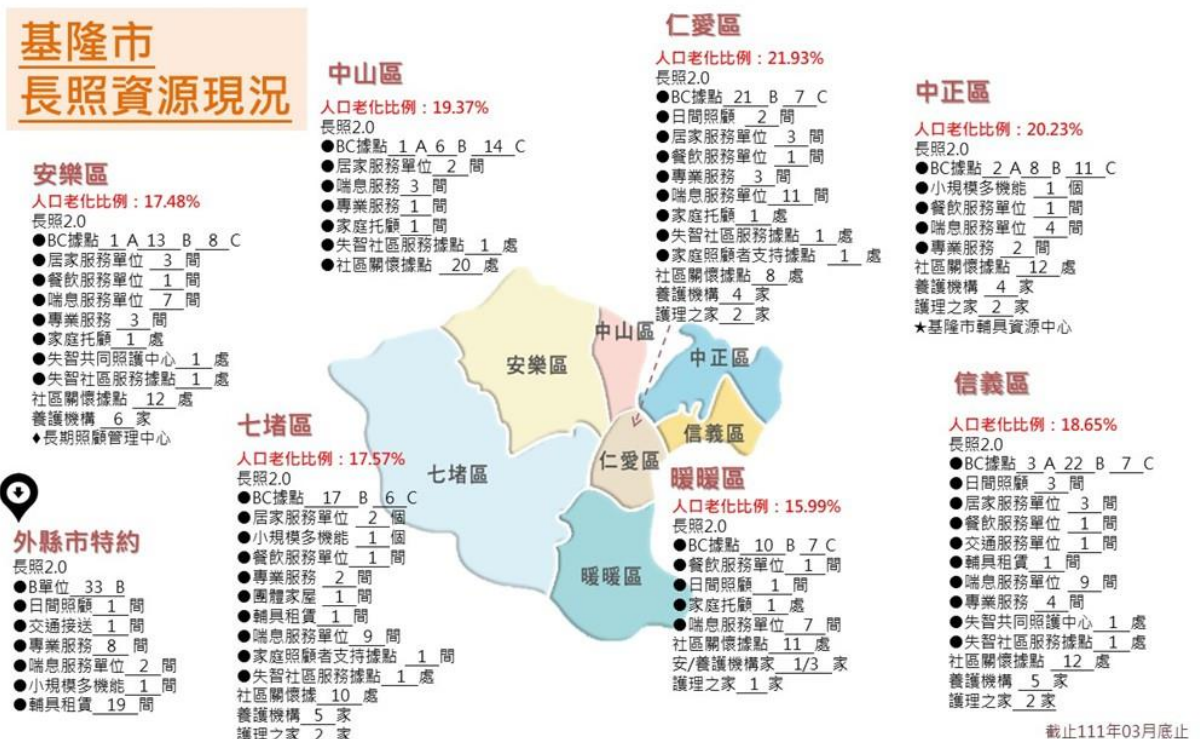 基隆市
長照資源現況
安樂區
人口老化比例：17.48%
長照2.0
●BC據點 1 A 13 B 8 C
●居家服務單位 3 間
●餐飲服務單位 1 間
●喘息服務單位 7 間
●專業服務 3 間
●家庭托顧 1 處
●失智共同照護中心 1 處
●失智社區服務據點 1 處
社區關懷據點 12 處
養護機構 6 家
♦長期照顧管理中心
中山區
人口老化比例：19.37%
長照2.0
●BC據點 1 A 6 B 14 C
●居家服務單位 2 間
●喘息服務 3 間
●專業服務 1 間
●家庭托顧 1 間
●失智社區服務據點 1 處
●社區關懷據點 20 處
仁愛區
人口老化比例：21.93%
長照2.0
●BC據點 21 B 7 C
●日間照顧 2 間
●居家服務單位 3 間
●餐飲服務單位 1 間
●專業服務 3 間
●喘息服務單位 11 間
●家庭托顧 1 處
●失智社區服務據點 1 處
●家庭照顧者支持據點 1 處
社區關懷據點 8 處
養護機構 4 家
護理之家 2 家
中正區
人口老化比例：20.23%
長照2.0
●BC據點 2 A 8 B 11 C
●小規模多機能 1 個
●餐飲服務單位 1 間
●喘息服務單位 4 間
●專業服務 2 間
社區關懷據點 12 處
養護機構 4 家
護理之家 2 家
★基隆市輔具資源中心
中山區
安樂區
中正區
信義區
仁愛區
七堵區
暖暖區
外縣市特約
長照2.0
●B單位 33 B
●日間照顧 1 間
●交通接送 1 間
●專業服務 8 間
●喘息服務單位 2 間
●小規模多機能 1 間
●輔具租賃 19 間
七堵區
人口老化比例：17.57%
長照2.0
●BC據點 17 B 6 C
●居家服務單位 2 個
●小規模多機能 1 個
●餐飲服務單位 1 間
●專業服務 2 間
●團體家屋 1 間
●輔具租賃 1 間
●喘息服務單位 9 間
●家庭照顧者支持據點 1 間
●失智社區服務據點 1 處
社區關懷據 10 處
養護機構 5 家
護理之家 2 家
暖暖區
人口老化比例：15.99%
長照2.0
●BC據點 10 B 7 C
●餐飲服務單位 1 間
●日間照顧 1 間
●家庭托顧 1 處
●喘息服務單位 7 間
社區關懷據點 11 處
安/養護機構家 1/3 家
護理之家 1 家
信義區
人口老化比例：18.65%
長照2.0
●BC據點 3 A 22 B 7 C
●日間照顧 3 間
●居家服務單位 3 間
●餐飲服務單位 1 間
●交通服務單位 1 間
●輔具租賃 1 間
●喘息服務單位 9 間
●專業服務 4 間
●失智共同照護中心 1 處
●失智社區服務據點 1 處
社區關懷據點 12 處
養護機構 5 家
護理之家 2 家
截止111年03月底止